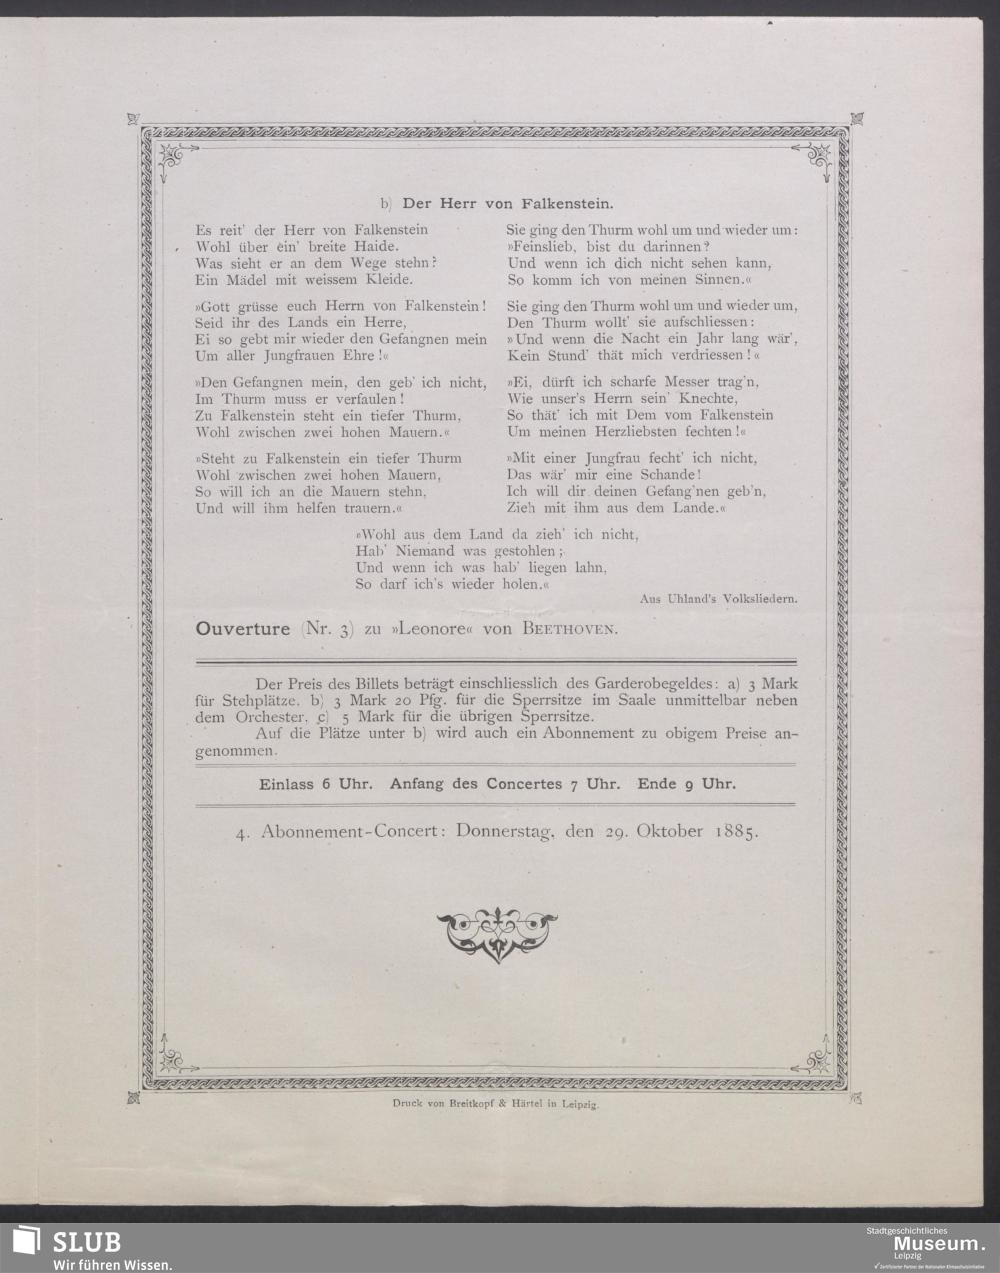 b) Der Herr von Falkenstein.
Es reit' der Herr von Falkenstein
Wohl über ein' breite Haide.
Was sieht er an dem Wege stehn?
Ein Mädel mit weissem Kleide.
»Gott grüsse euch Herrn von Falkenstein!
Seid ihr des Lands ein Herre,
Ei so gebt mir wieder den Gefangnen mein
Um aller Jungfrauen Ehre!«
»Den Gefangnen mein, den geb' ich nicht,
Im Thurm muss er verfaulen!
Zu Falkenstein steht ein tiefer Thurm,
Wohl zwischen zwei hohen Mauern.«
»Steht zu Falkenstein ein tiefer Thurm
Wohl zwischen zwei hohen Mauern,
So will ich an die Mauern stehn,
Und will ihm helfen trauern.«
Sie ging den Thurm wohl um und wieder um:
»Feinslieb, bist du darinnen?
Und wenn ich dich nicht sehen kann,
So komm ich von meinen Sinnen.«
Sie ging den Thurm wohl um und wieder um,
Den Thurm wollt' sie aufschliessen:
»Und wenn die Nacht ein Jahr lang wär',
Kein Stund' thät mich verdriessen!«
»Ei, dürft ich scharfe Messer trag'n,
Wie unser's Herrn sein' Knechte,
So thät' ich mit Dem vom Falkenstein
Um meinen Herzliebsten fechten!«
»Mit einer Jungfrau fecht' ich nicht,
Das wär' mir eine Schande!
Ich will dir deinen Gefang'nen geb'n,
Zieh mit ihm aus dem Lande.«
»Wohl aus dem Land da zieh' ich nicht,
Hab' Niemand was gestohlen;
Und wenn ich was hab' liegen lahn,
So darf ich's wieder holen.«
Aus Uhland's Volksliedern.
Ouverture (Nr. 3) zu »Leonore« von BEETHOVEN.
Der Preis des Billets beträgt einschliesslich des Garderobegeldes: a) 3 Mark
für Stehplätze, b) 3 Mark 20 Pfg. für die Sperrsitze im Saale unmittelbar neben
dem Orchester, c) 5 Mark für die übrigen Sperrsitze.
Auf die Plätze unter b) wird auch ein Abonnement zu obigem Preise an-
genommen.
Einlass 6 Uhr. Anfang des Concertes 7 Uhr. Ende 9 Uhr.
4. Abonnement-Concert: Donnerstag, den 29. Oktober 1885.
Druck von Breitkopf & Härtel in Leipzig.
SLUB
Wir führen Wissen.
Stadtgeschichtliches
Museum.
Leipzig
Zertifizierter Partner der Nationalen Klimaschutzinitiative